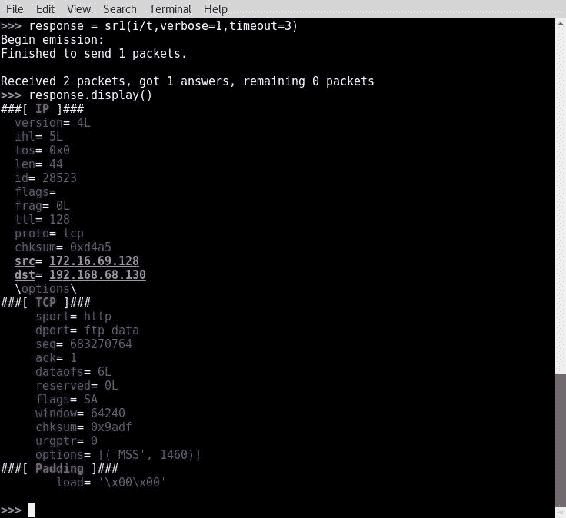 File Edit View Search Terminal Help
>>> response = sr1(i/t,verbose=1,timeout=3)
Begin emission:
Finished to send 1 packets.
Received 2 packets, got 1 answers, remaining 0 packets
>>> response.display()
###[ IP ]###
version= 4L
ihl= 5L
tos= 0x0
len= 44
id= 28523
flags=
frag= 0L
ttl= 128
proto= tcp
chksum= 0xd4a5
src= 172.16.69.128
dst= 192.168.68.130
\options\
###[ TCP ]###
sport= http
dport= ftp_data
seq= 683270764
ack= 1
dataofs= 6L
reserved= 0L
flags= SA
window= 64240
chksum= 0x9adf
urgptr= 0
options= [('MSS', 1460)]
###[ Padding ]###
load= '\x00\x00'
>>>